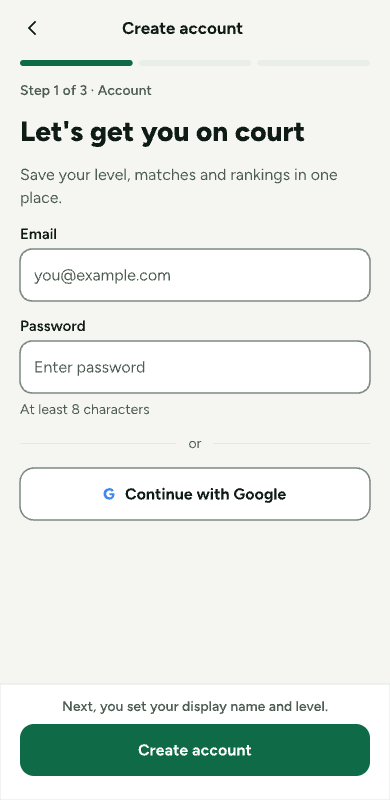 Create account
Step 1 of 3 · Account
Let's get you on court
Save your level, matches and rankings in one
place.
Email
you@example.com
Password
Enter password
At least 8 characters
or
G Continue with Google
Next, you set your display name and level.
Create account